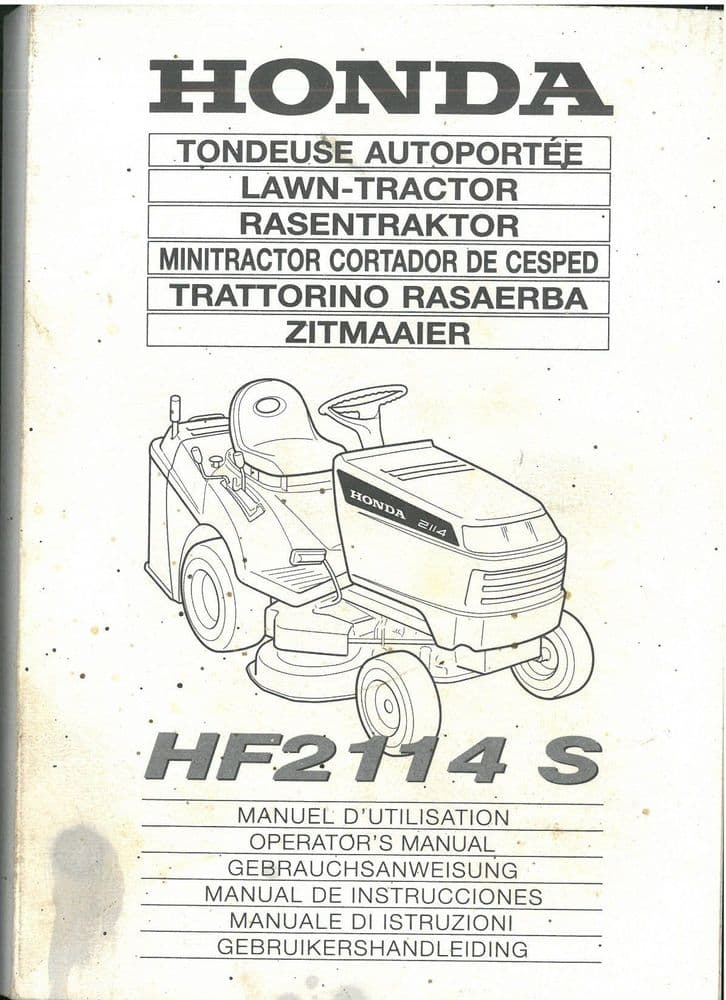 HONDA
TONDEUSE AUTOPORTÉE
LAWN-TRACTOR
RASENTRAKTOR
MINITRACTOR CORTADOR DE CESPED
TRATTORINO RASAERBA
ZITMAAIER
HONDA 2114
HF2114 S
MANUEL D'UTILISATION
OPERATOR'S MANUAL
GEBRAUCHSANWEISUNG
MANUAL DE INSTRUCCIONES
MANUALE DI ISTRUZIONI
GEBRUIKERSHANDLEIDING